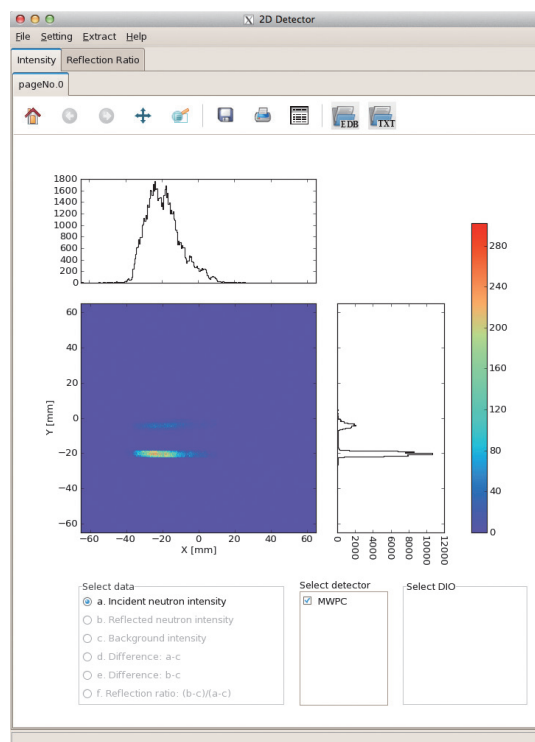 2D Detector
File Setting Extract Help
Intensity Reflection Ratio
pageNo.0
EDB TXT
1800
1600
1400
1200
1000
800
600
400
200
0
280
240
200
160
120
80
40
0
60
40
20
0
−20
−40
−60
Y [mm]
−60 −40 −20 0 20 40 60
X [mm]
0 2000 4000 6000 8000 10000 12000
Select data
a. Incident neutron intensity
b. Reflected neutron intensity
c. Background intensity
d. Difference: a-c
e. Difference: b-c
f. Reflection ratio: (b-c)/(a-c)
Select detector
MWPC
Select DIO